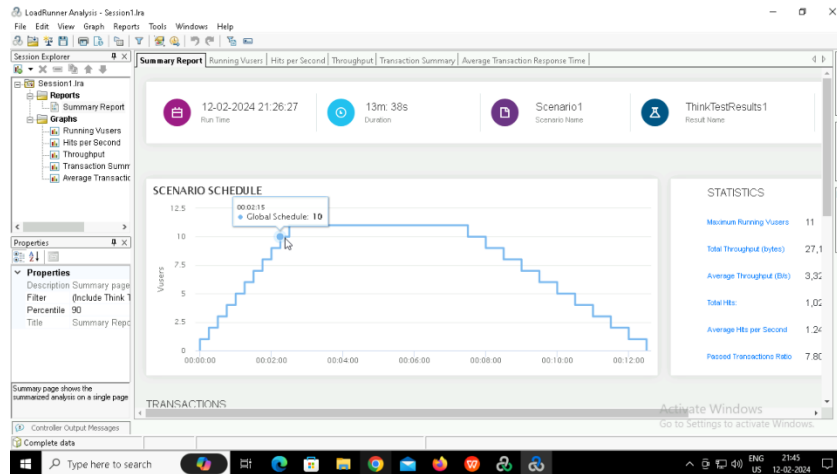 LoadRunner Analysis - Session1.lra
File Edit View Graph Reports Tools Windows Help
Session Explorer
Session1.lra
Reports
Summary Report
Graphs
Running Vusers
Hits per Second
Throughput
Transaction Summ
Average Transactic
Properties
Properties
Description Summary page
Filter (Include Think T
Percentile 90
Title Summary Repo
Summary page shows the
summarized analysis on a single page
Summary Report Running Vusers Hits per Second Throughput Transaction Summary Average Transaction Response Time
12-02-2024 21:26:27
Run Time
13m: 38s
Duration
Scenario1
Scenario Name
ThinkTestResults1
Result Name
SCENARIO SCHEDULE
00:02:15
Global Schedule: 10
Vusers
12.5
10
7.5
5
2.5
0
00:00:00 00:02:00 00:04:00 00:06:00 00:08:00 00:10:00 00:12:00
STATISTICS
Maximum Running Vusers 11
Total Throughput (bytes) 27,1
Average Throughput (B/s) 3,32
Total Hits: 1,02
Average Hits per Second 1.24
Passed Transactions Ratio 7.80
TRANSACTIONS
Activate Windows
Go to Settings to activate Windows.
Controller Output Messages
Complete data
Type here to search
ENG
US
21:45
12-02-2024